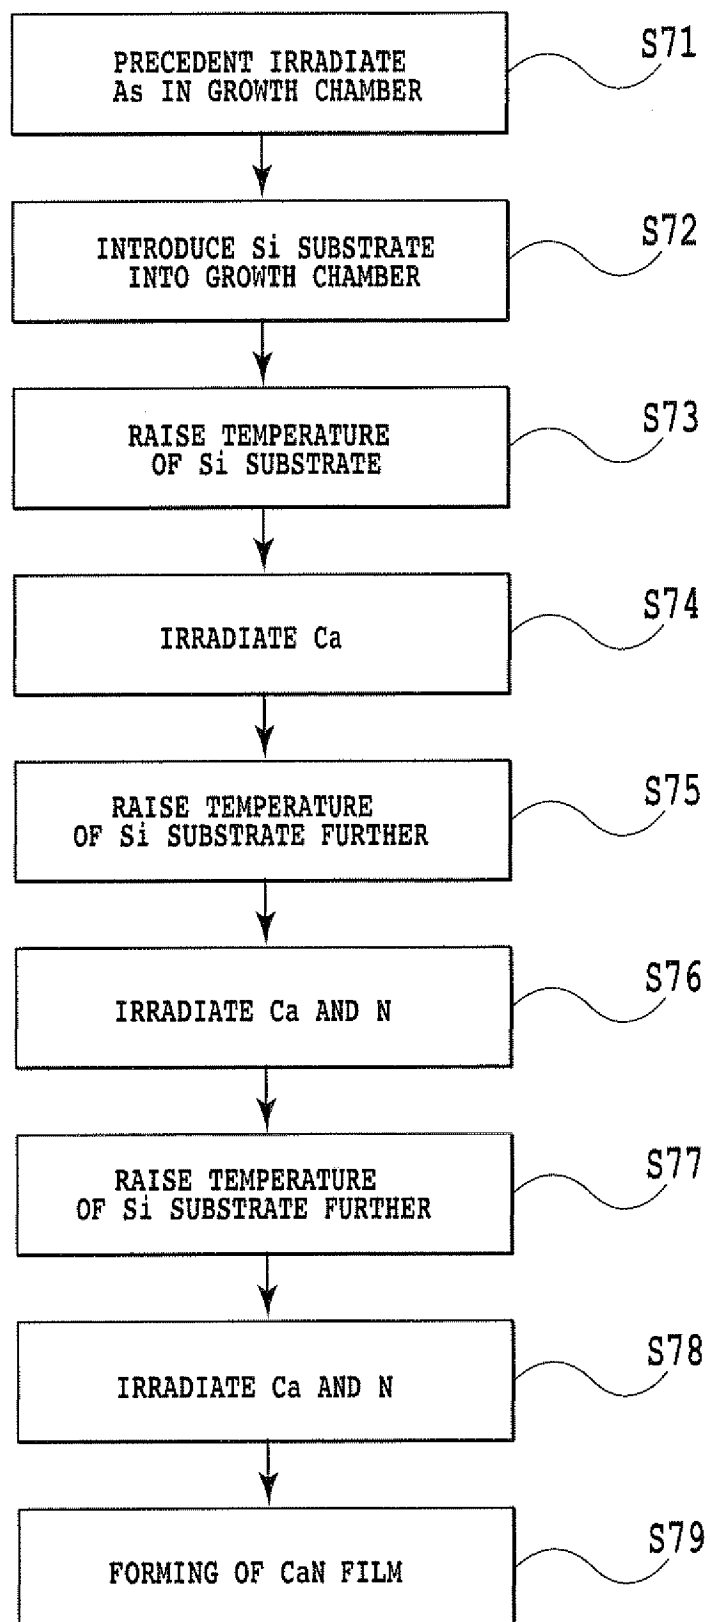 PRECEDENT IRRADIATE
As IN GROWTH CHAMBER
S71
INTRODUCE Si SUBSTRATE
INTO GROWTH CHAMBER
S72
RAISE TEMPERATURE
OF Si SUBSTRATE
S73
IRRADIATE Ca
S74
RAISE TEMPERATURE
OF Si SUBSTRATE FURTHER
S75
IRRADIATE Ca AND N
S76
RAISE TEMPERATURE
OF Si SUBSTRATE FURTHER
S77
IRRADIATE Ca AND N
S78
FORMING OF CaN FILM
S79